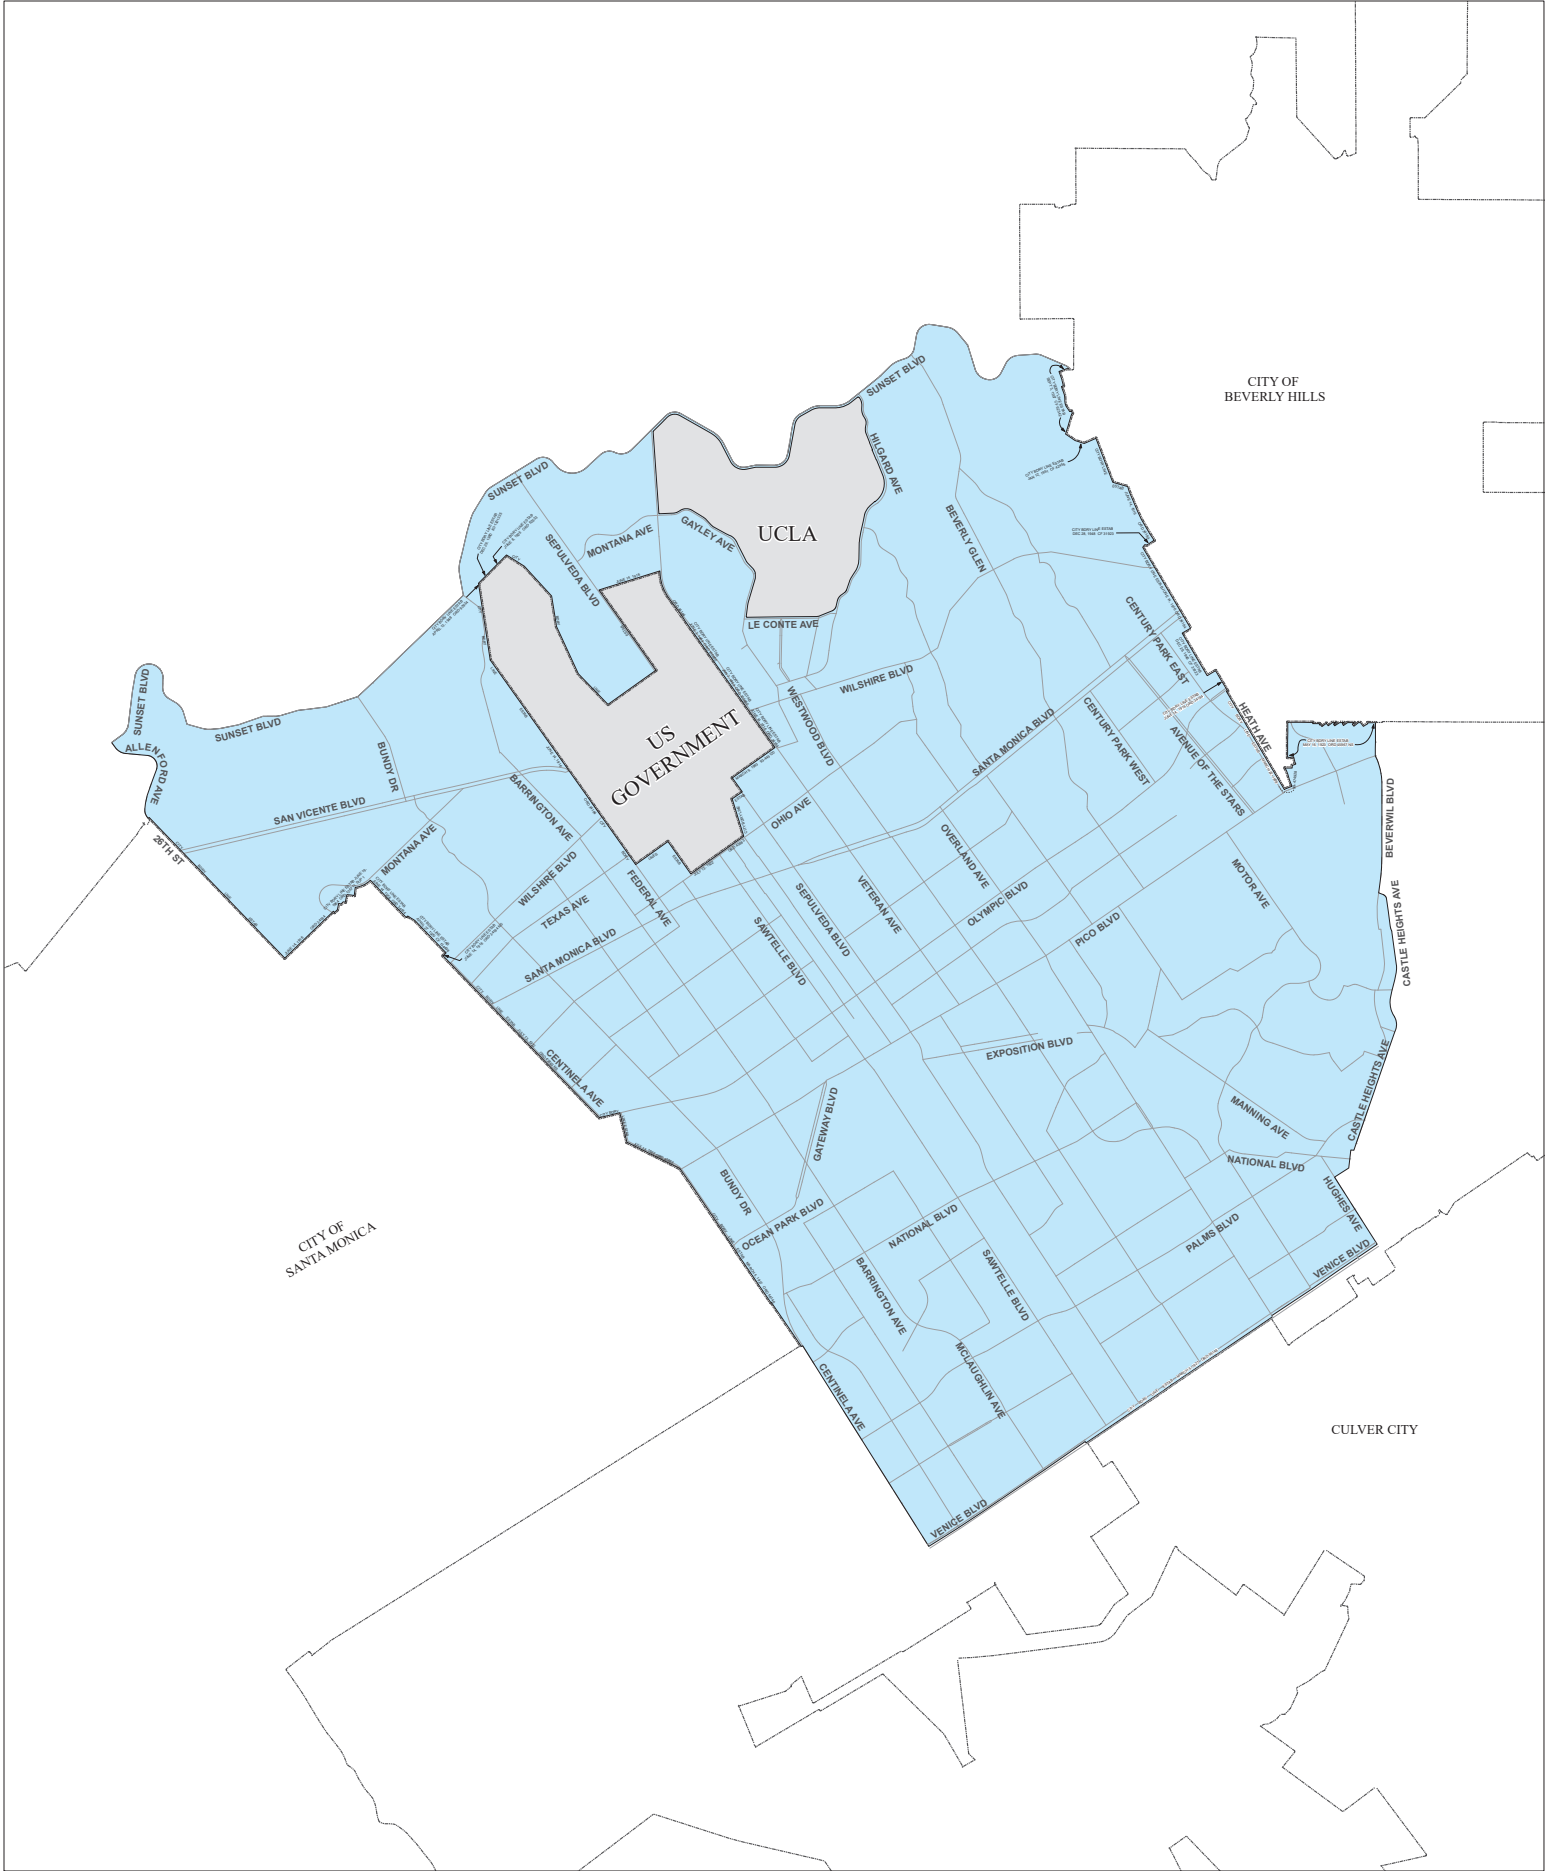 CITY OF
BEVERLY HILLS
SUNSET BLVD
HILGARD AVE
SUNSET BLVD
UCLA
GAYLEY AVE
MONTANA AVE
SEPULVEDA BLVD
BEVERLY GLEN
LE CONTE AVE
CENTURY PARK EAST
WILSHIRE BLVD
WESTWOOD BLVD
SUNSET BLVD
SUNSET BLVD
ALLENFORD AVE
BUNDY DR
US
GOVERNMENT
SANTA MONICA BLVD
CENTURY PARK WEST
AVENUE OF THE STARS
HEATH AVE
SAN VICENTE BLVD
BARRINGTON AVE
OHIO AVE
BEVERWIL BLVD
26TH ST
MONTANA AVE
WILSHIRE BLVD
TEXAS AVE
FEDERAL AVE
OVERLAND AVE
VETERAN AVE
OLYMPIC BLVD
MOTOR AVE
SANTA MONICA BLVD
SAWTELLE BLVD
SEPULVEDA BLVD
PICO BLVD
CASTLE HEIGHTS AVE
CENTINELA AVE
EXPOSITION BLVD
GATEWAY BLVD
MANNING AVE
CASTLE HEIGHTS AVE
NATIONAL BLVD
BUNDY DR
OCEAN PARK BLVD
NATIONAL BLVD
HUGHES AVE
PALMS BLVD
VENICE BLVD
CITY OF
SANTA MONICA
BARRINGTON AVE
SAWTELLE BLVD
MCLAUGHLIN AVE
CENTINELA AVE
CULVER CITY
VENICE BLVD